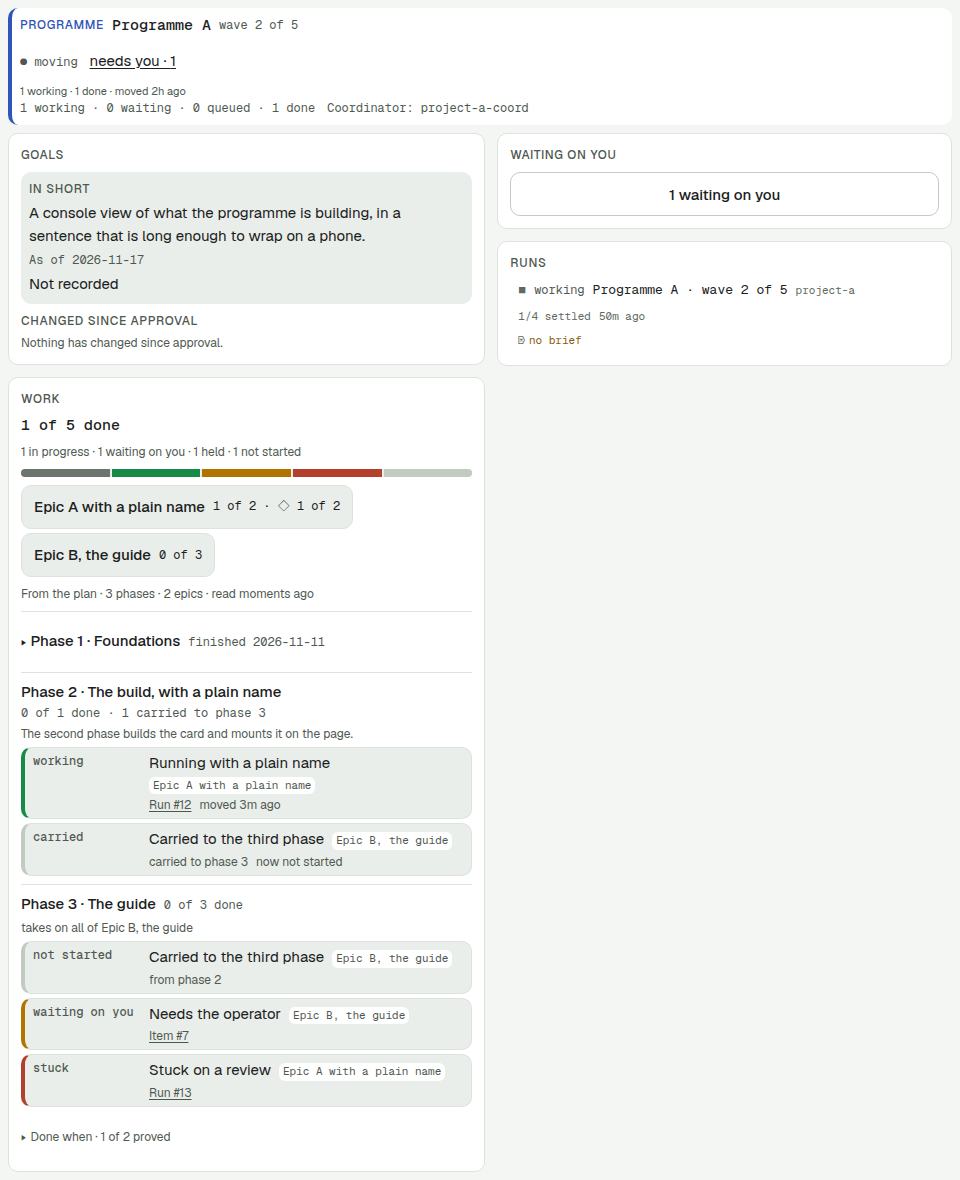 PROGRAMME Programme A wave 2 of 5
● moving needs you · 1
1 working · 1 done · moved 2h ago
1 working · 0 waiting · 0 queued · 1 done Coordinator: project-a-coord
GOALS
IN SHORT
A console view of what the programme is building, in a
sentence that is long enough to wrap on a phone.
As of 2026-11-17
Not recorded
CHANGED SINCE APPROVAL
Nothing has changed since approval.
WAITING ON YOU
1 waiting on you
RUNS
■ working Programme A · wave 2 of 5 project-a
1/4 settled 50m ago
no brief
WORK
1 of 5 done
1 in progress · 1 waiting on you · 1 held · 1 not started
Epic A with a plain name 1 of 2 · ◇ 1 of 2
Epic B, the guide 0 of 3
From the plan · 3 phases · 2 epics · read moments ago
▸ Phase 1 · Foundations finished 2026-11-11
Phase 2 · The build, with a plain name
0 of 1 done · 1 carried to phase 3
The second phase builds the card and mounts it on the page.
working Running with a plain name
Epic A with a plain name
Run #12 moved 3m ago
carried Carried to the third phase Epic B, the guide
carried to phase 3 now not started
Phase 3 · The guide 0 of 3 done
takes on all of Epic B, the guide
not started Carried to the third phase Epic B, the guide
from phase 2
waiting on you Needs the operator Epic B, the guide
Item #7
stuck Stuck on a review Epic A with a plain name
Run #13
▸ Done when · 1 of 2 proved